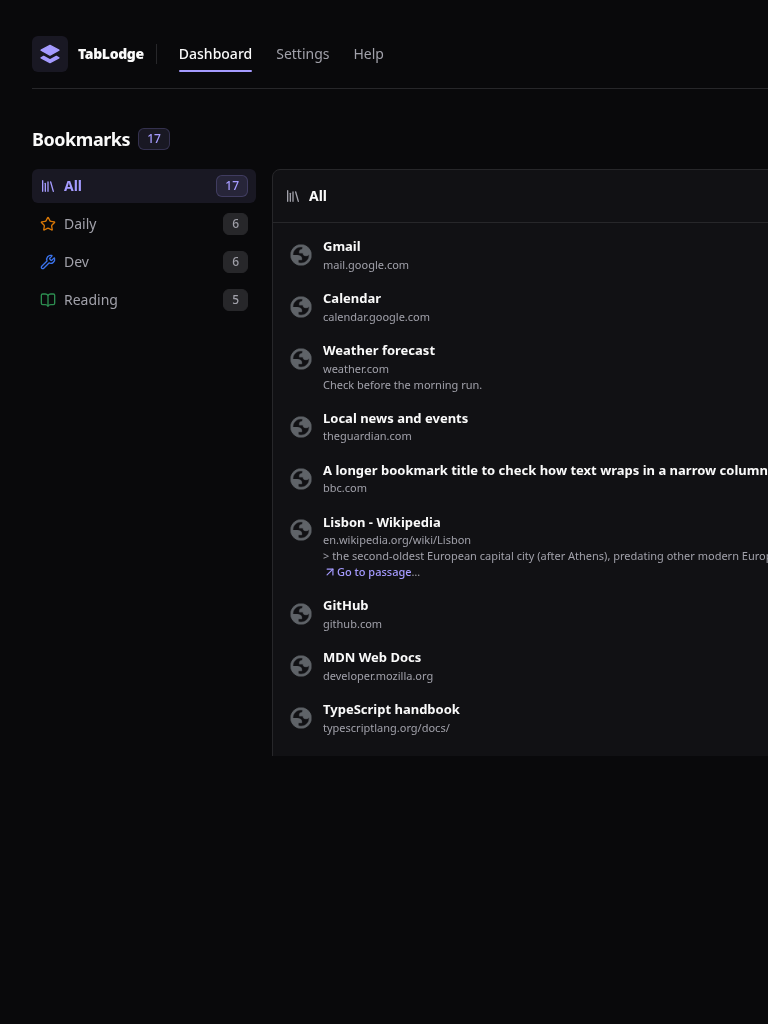 TabLodge
Dashboard
Settings
Help
Bookmarks 17
All 17
Daily 6
Dev 6
Reading 5
All
Gmail
mail.google.com
Calendar
calendar.google.com
Weather forecast
weather.com
Check before the morning run.
Local news and events
theguardian.com
A longer bookmark title to check how text wraps in a narrow column
bbc.com
Lisbon - Wikipedia
en.wikipedia.org/wiki/Lisbon
> the second-oldest European capital city (after Athens), predating other modern
Go to passage...
GitHub
github.com
MDN Web Docs
developer.mozilla.org
TypeScript handbook
typescriptlang.org/docs/